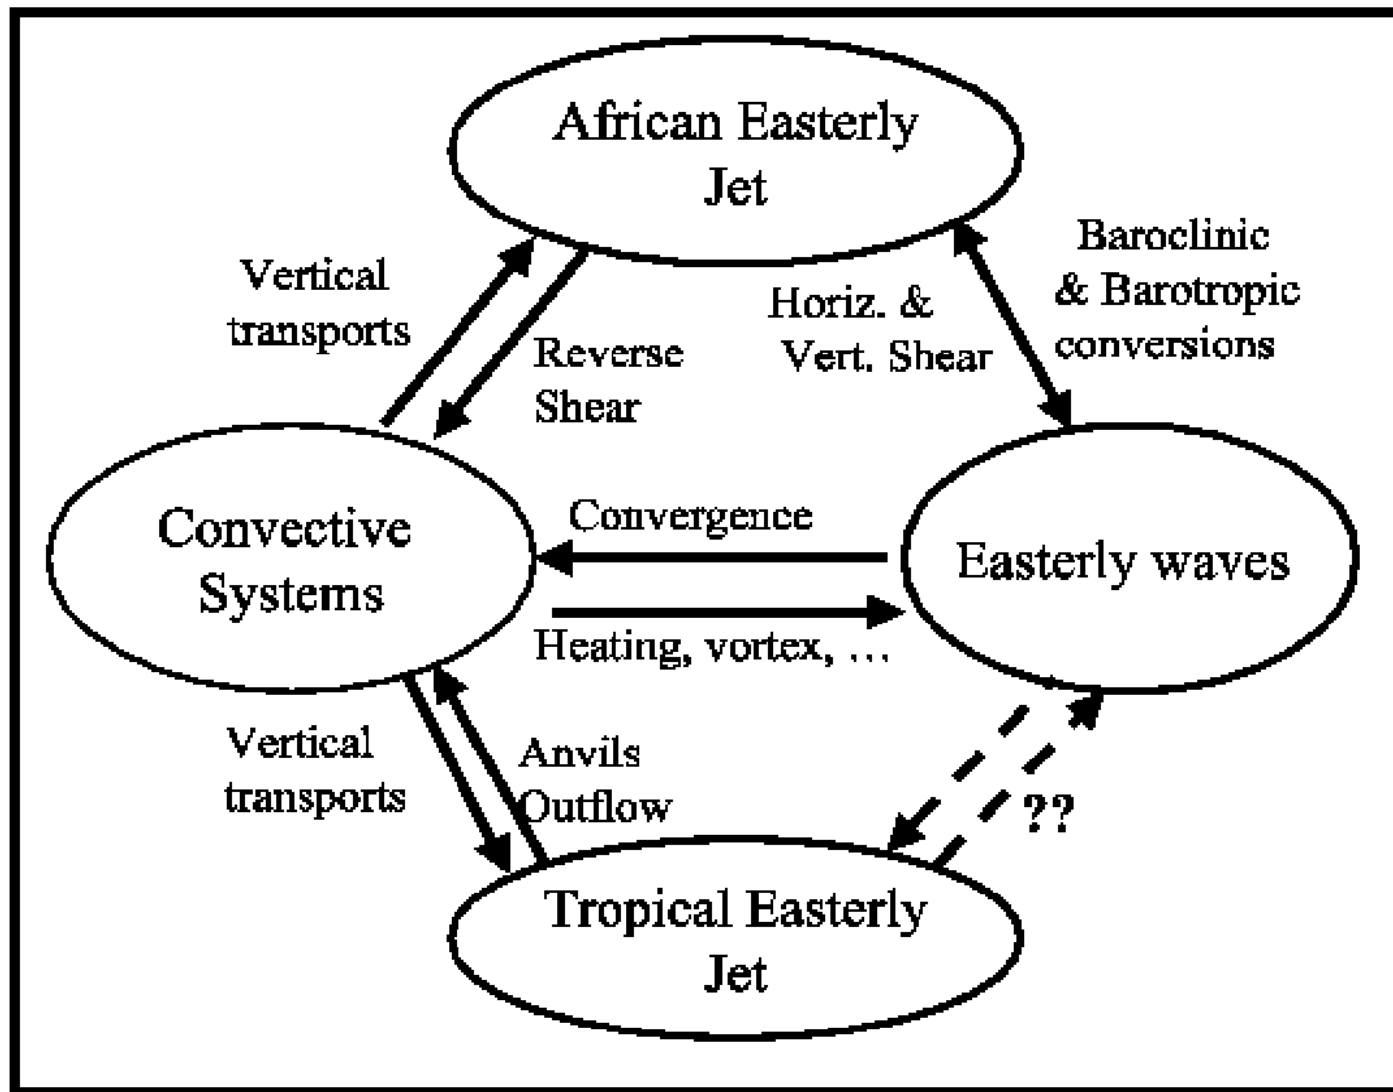 African Easterly
Jet
Vertical
transports
Reverse
Shear
Horiz. &
Vert. Shear
Baroclinic
& Barotropic
conversions
Convective
Systems
Convergence
Easterly waves
Heating, vortex, ...
Vertical
transports
Anvils
Outflow
??
Tropical Easterly
Jet